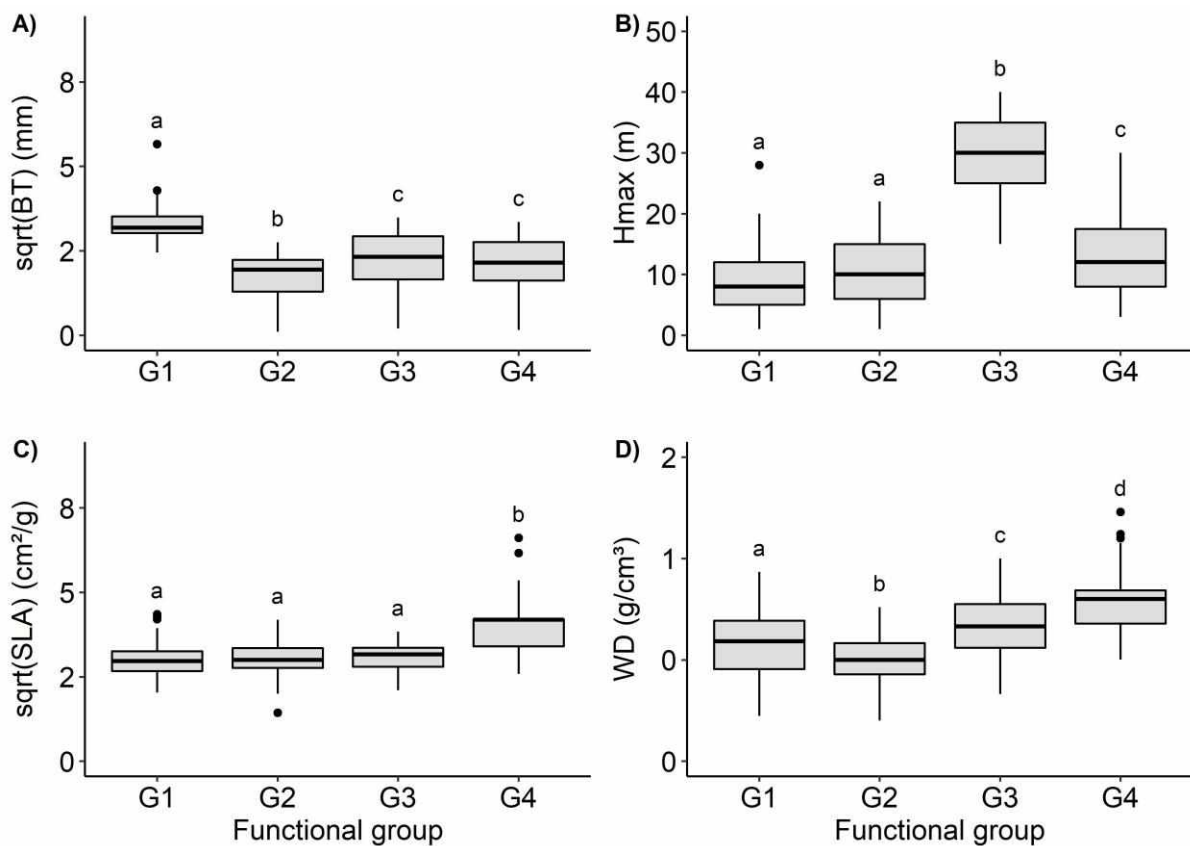 A)
sqrt(BT) (mm)
8
5
2
0
a
b
c
c
G1 G2 G3 G4
B)
Hmax (m)
50
40
30
20
10
0
a
a
b
c
G1 G2 G3 G4
C)
sqrt(SLA) (cm²/g)
8
5
2
0
a
a
a
b
G1 G2 G3 G4
Functional group
D)
WD (g/cm³)
2
1
0
0
a
b
c
d
G1 G2 G3 G4
Functional group